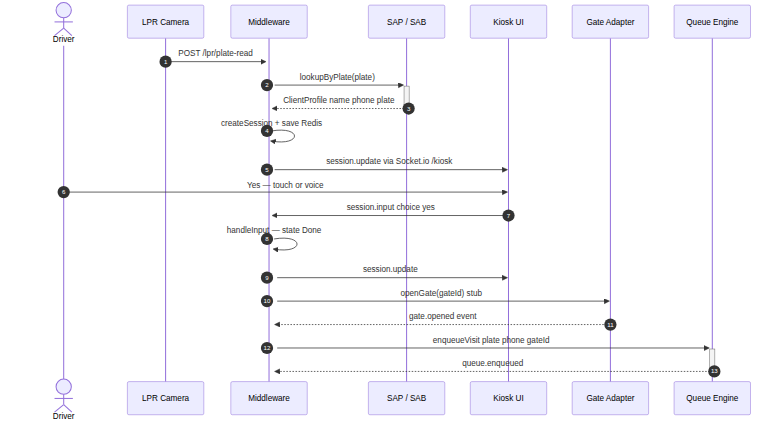 Driver
LPR Camera
Middleware
SAP / SAB
Kiosk UI
Gate Adapter
Queue Engine
POST /lpr/plate-read
1
lookupByPlate(plate)
2
ClientProfile name phone plate
3
createSession + save Redis
4
session.update via Socket.io /kiosk
5
Yes — touch or voice
6
session.input choice yes
7
handleInput — state Done
8
session.update
9
openGate(gateId) stub
10
gate.opened event
11
enqueueVisit plate phone gateId
12
queue.enqueued
13
Driver
LPR Camera
Middleware
SAP / SAB
Kiosk UI
Gate Adapter
Queue Engine